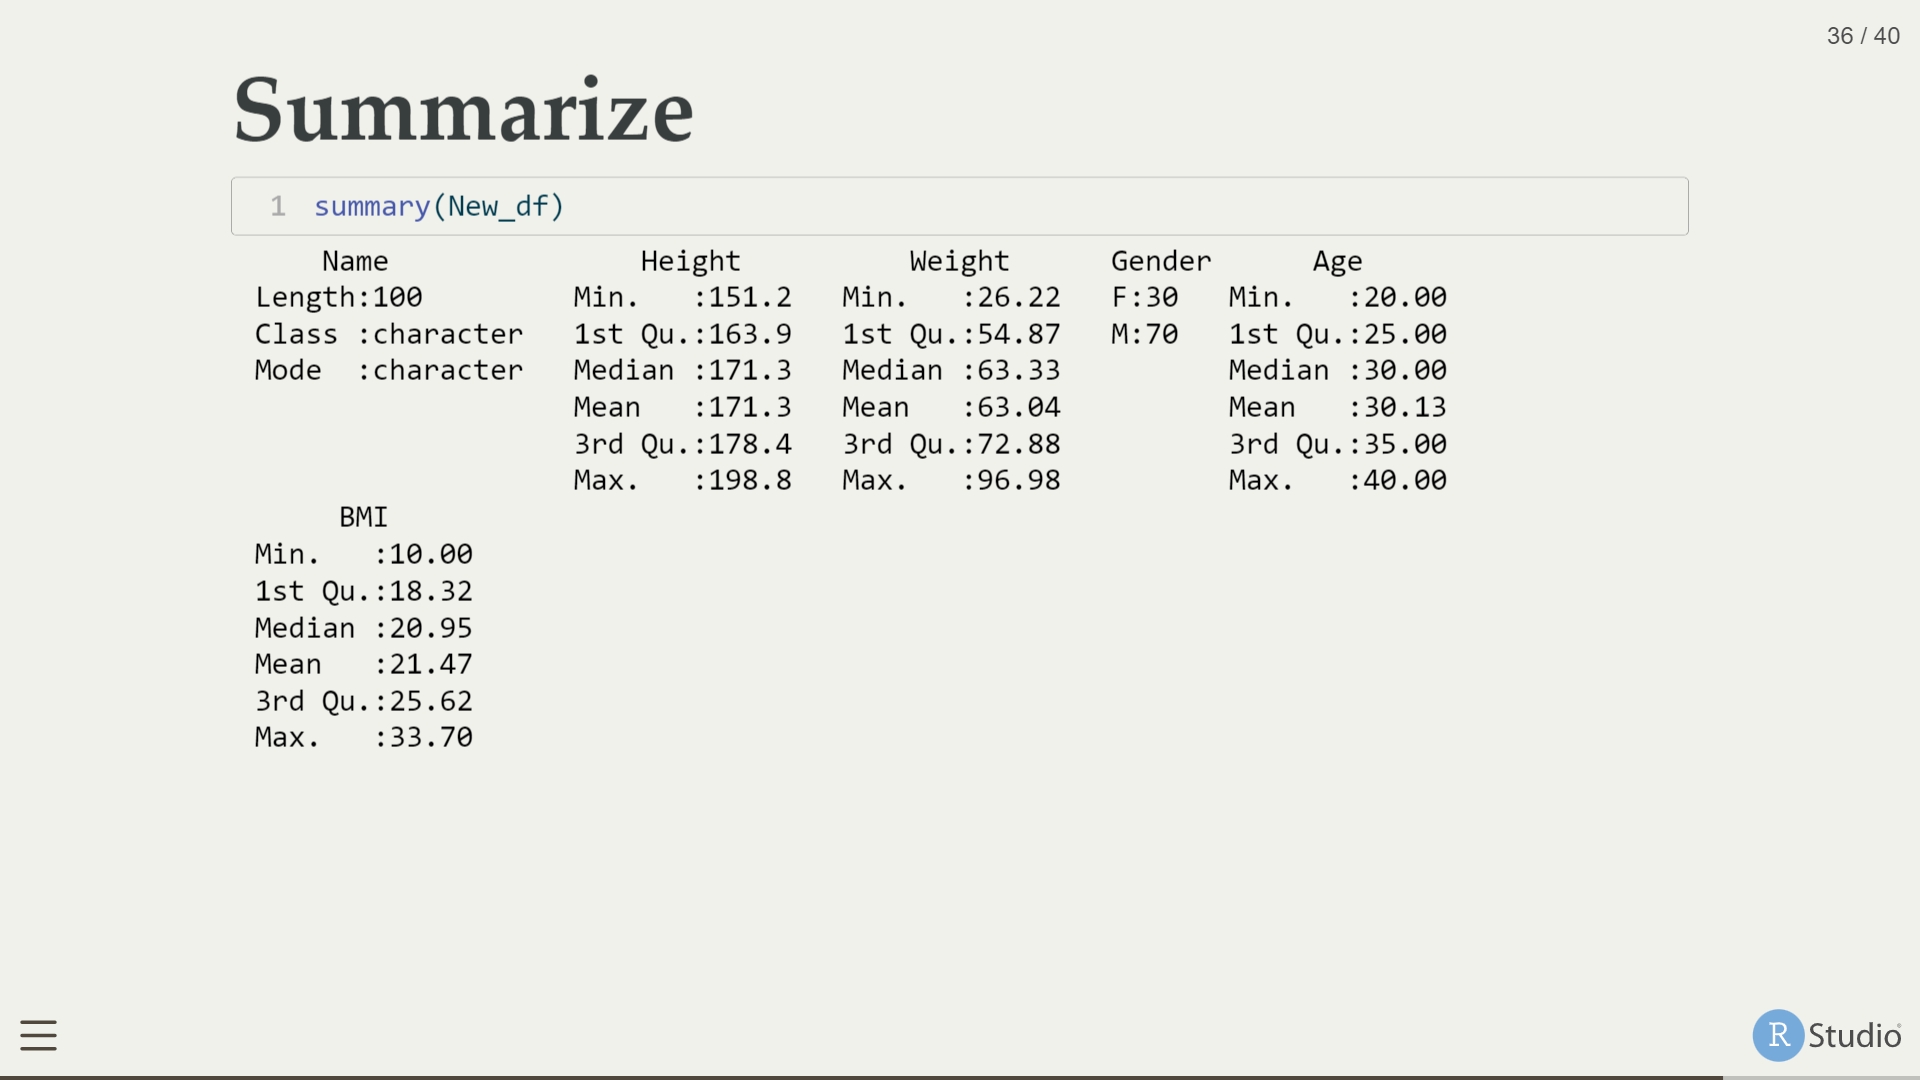 36 / 40
Summarize
1 summary(New_df)
Name Height Weight Gender Age
Length:100 Min. :151.2 Min. :26.22 F:30 Min. :20.00
Class :character 1st Qu.:163.9 1st Qu.:54.87 M:70 1st Qu.:25.00
Mode :character Median :171.3 Median :63.33 Median :30.00
Mean :171.3 Mean :63.04 Mean :30.13
3rd Qu.:178.4 3rd Qu.:72.88 3rd Qu.:35.00
Max. :198.8 Max. :96.98 Max. :40.00
BMI
Min. :10.00
1st Qu.:18.32
Median :20.95
Mean :21.47
3rd Qu.:25.62
Max. :33.70
R Studio